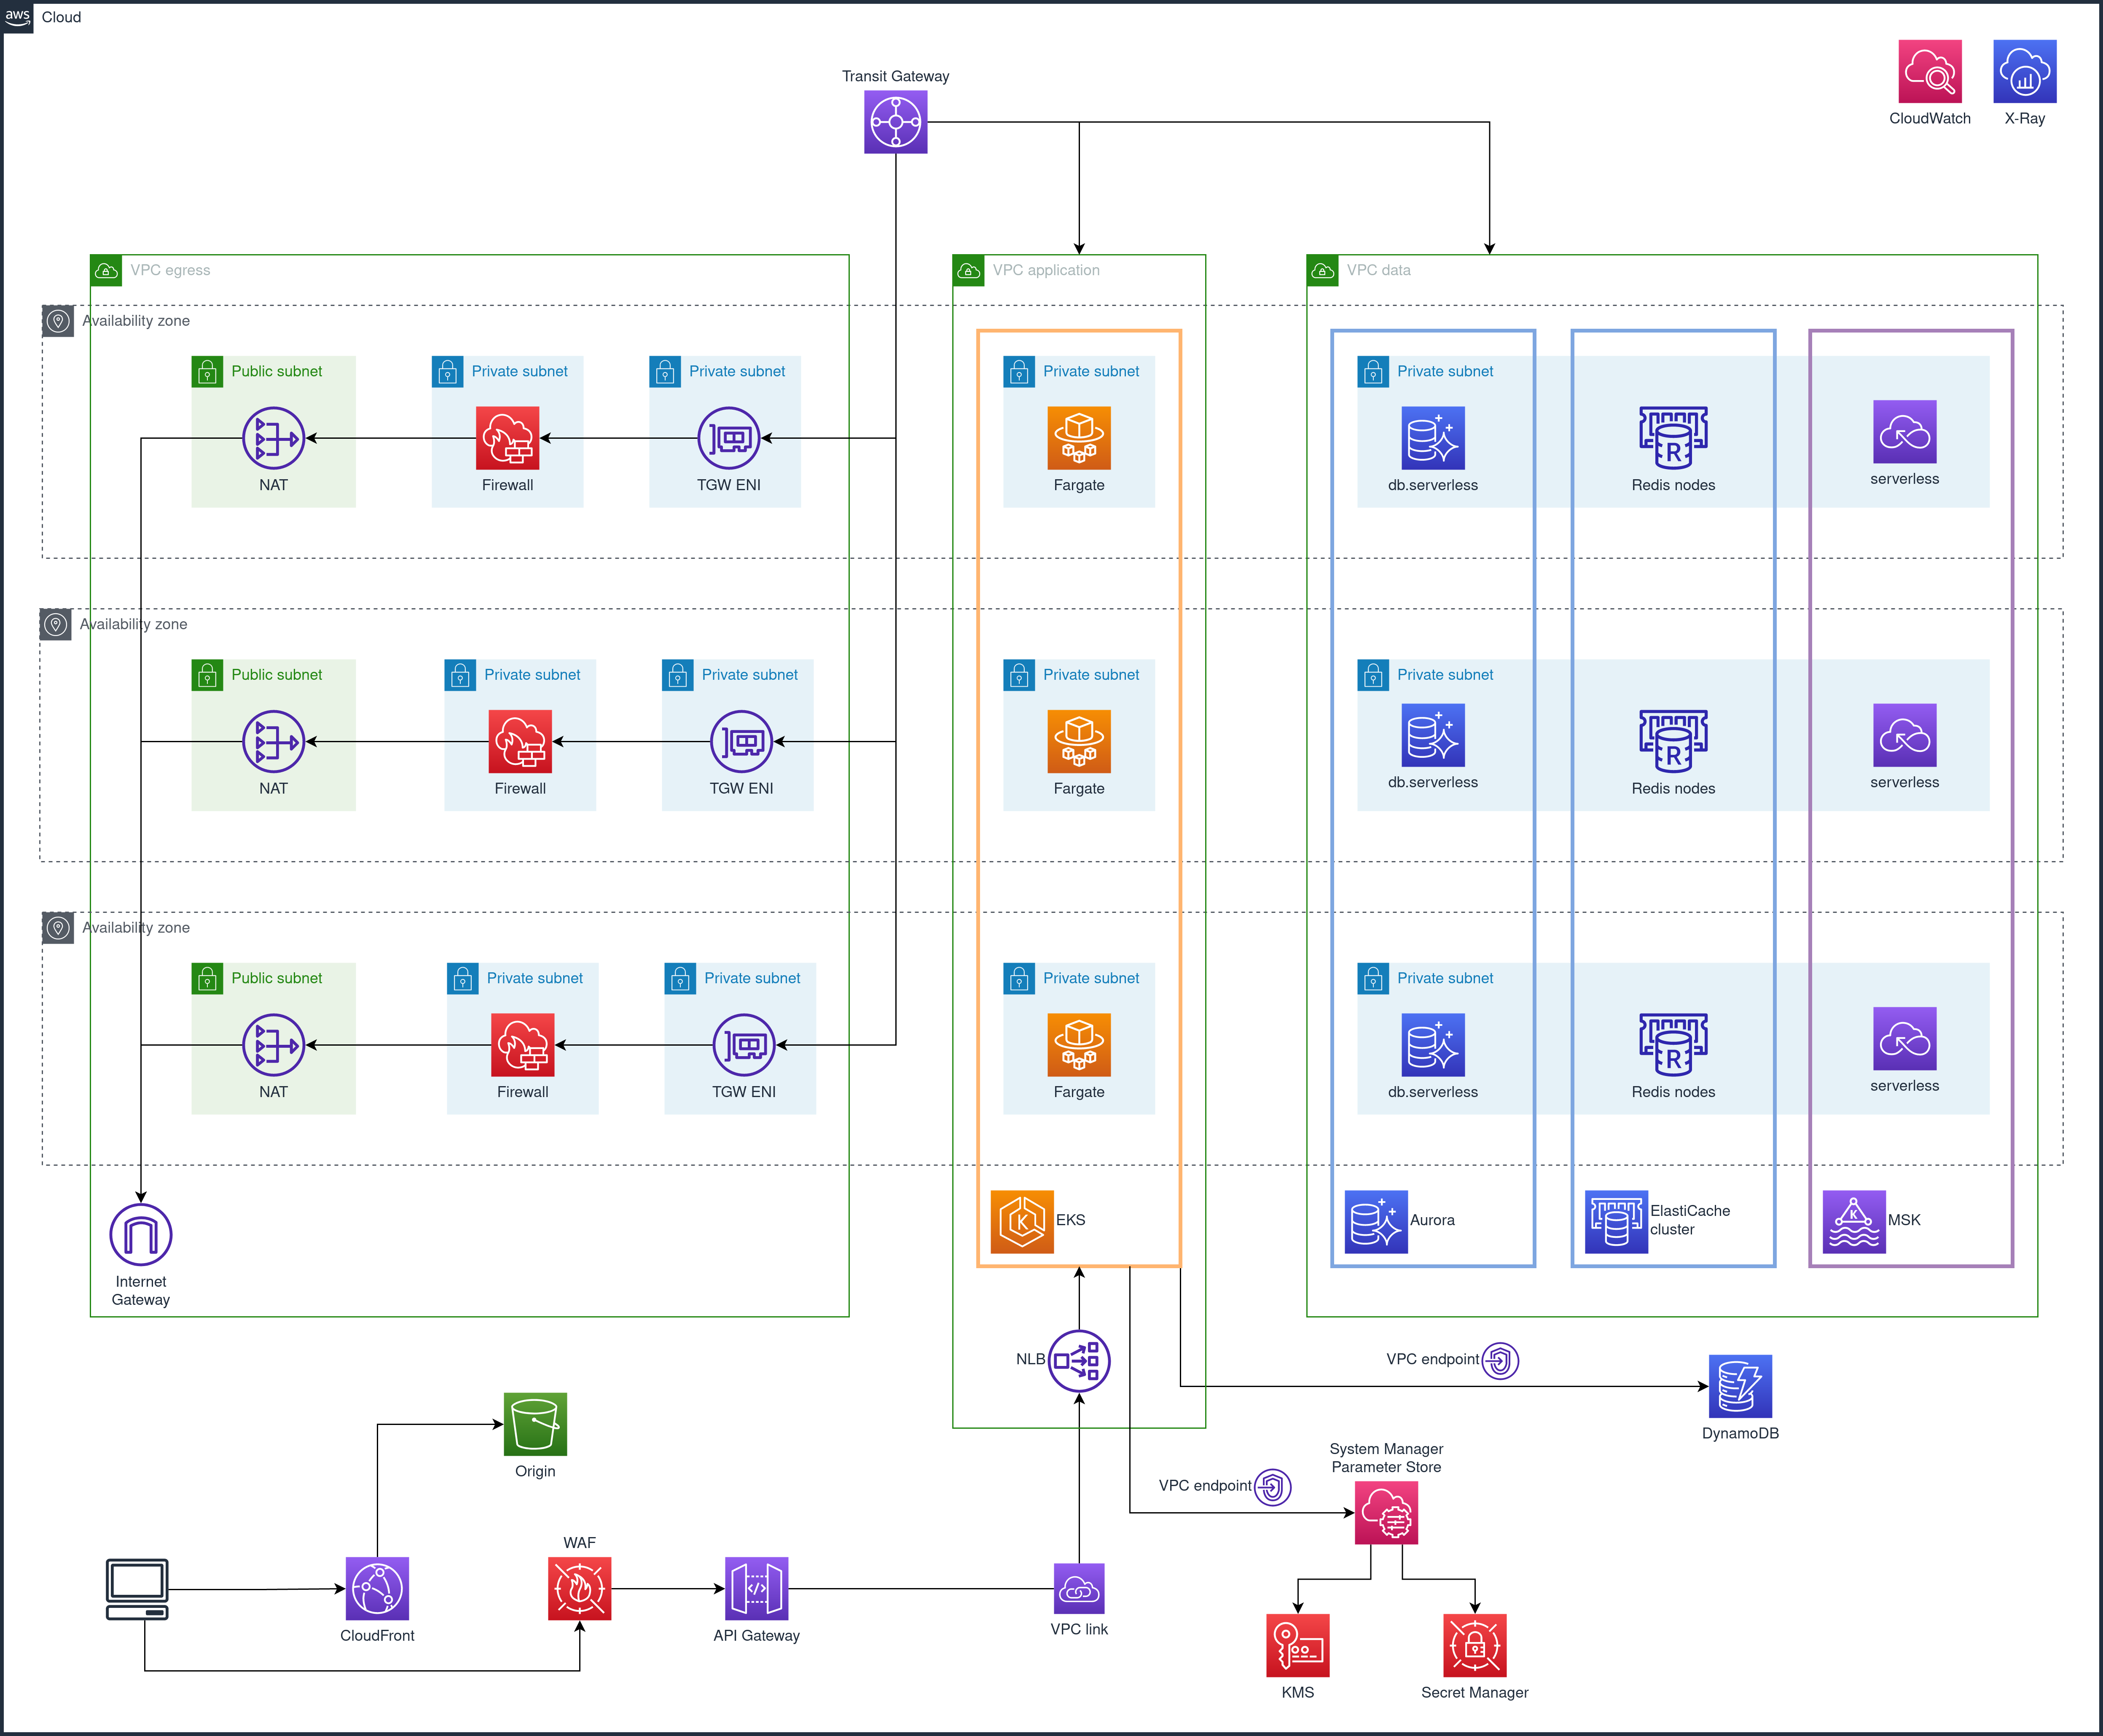 aws
Cloud
Transit Gateway
CloudWatch
X-Ray
VPC egress
VPC application
VPC data
Availability zone
Public subnet
Private subnet
Private subnet
Private subnet
Private subnet
NAT
Firewall
TGW ENI
Fargate
db.serverless
R
Redis nodes
serverless
Availability zone
Public subnet
Private subnet
Private subnet
Private subnet
Private subnet
NAT
Firewall
TGW ENI
Fargate
db.serverless
R
Redis nodes
serverless
Availability zone
Public subnet
Private subnet
Private subnet
Private subnet
Private subnet
NAT
Firewall
TGW ENI
Fargate
db.serverless
R
Redis nodes
serverless
Internet
Gateway
K
EKS
Aurora
ElastiCache
cluster
K
MSK
NLB
VPC endpoint
DynamoDB
Origin
System Manager
Parameter Store
VPC endpoint
WAF
CloudFront
</>
API Gateway
VPC link
KMS
Secret Manager